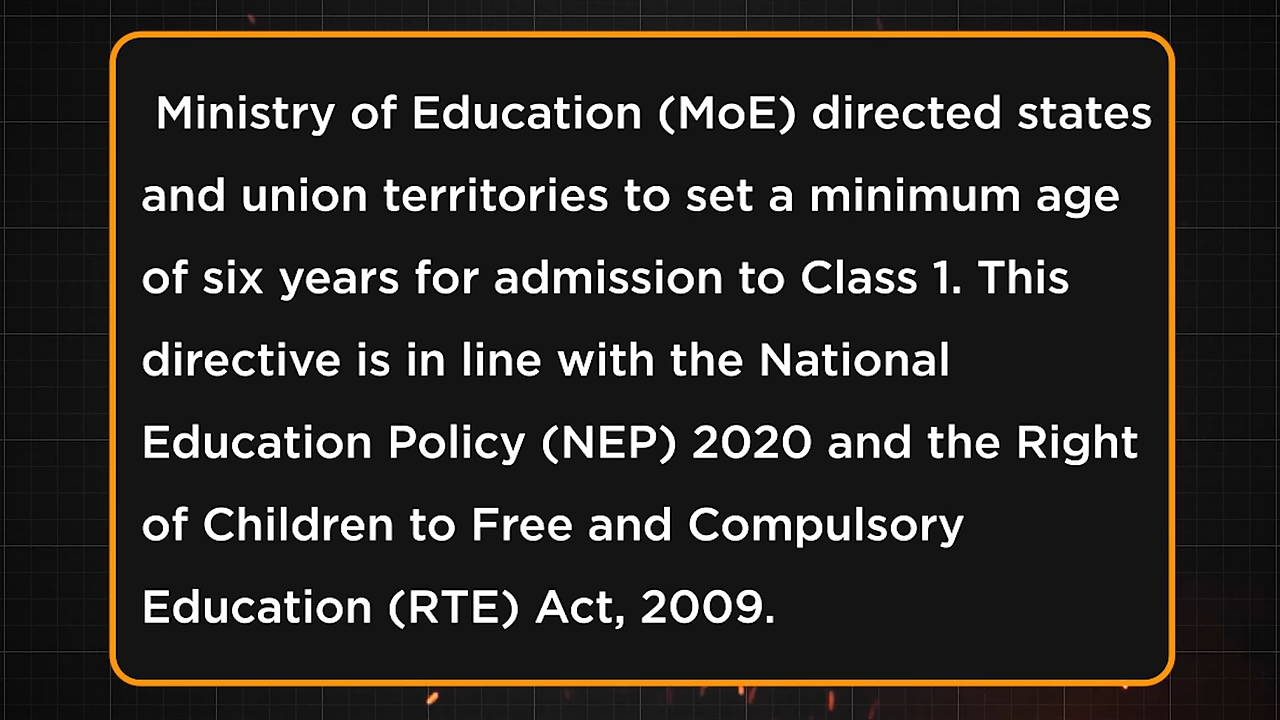 Ministry of Education (MoE) directed states
and union territories to set a minimum age
of six years for admission to Class 1. This
directive is in line with the National
Education Policy (NEP) 2020 and the Right
of Children to Free and Compulsory
Education (RTE) Act, 2009.